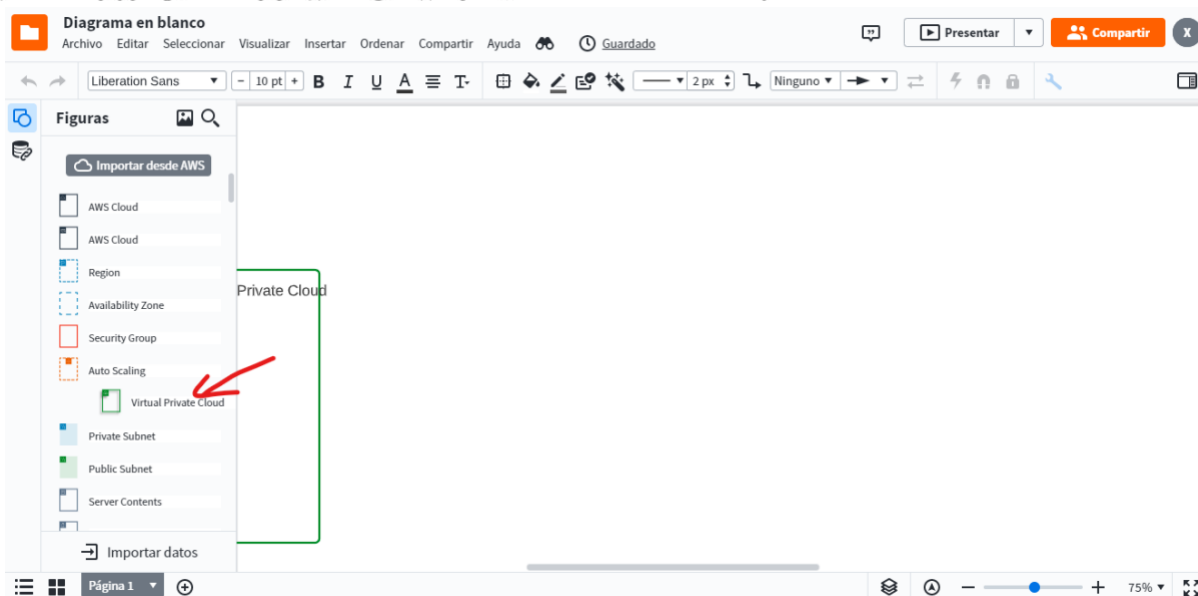 Diagrama en blanco
Archivo Editar Seleccionar Visualizar Insertar Ordenar Compartir Ayuda Guardado
Presentar
Compartir
X
Liberation Sans
- 10 pt +
B I U A
2 px
Ninguno
Figuras
Importar desde AWS
AWS Cloud
AWS Cloud
Region
Availability Zone
Private Cloud
Security Group
Auto Scaling
Virtual Private Cloud
Private Subnet
Public Subnet
Server Contents
Importar datos
Página 1
75%